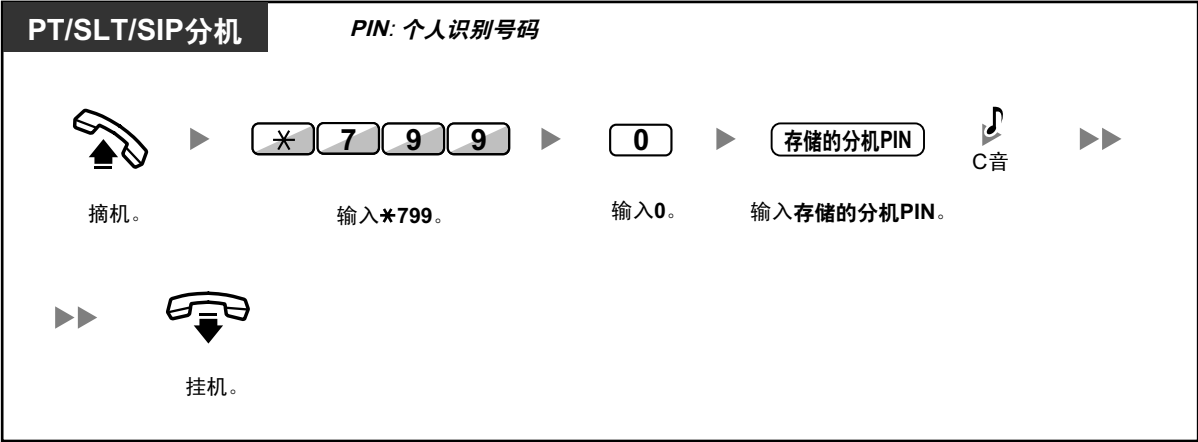 PT/SLT/SIP分机
PIN: 个人识别号码
* 7 9 9
0
存储的分机PIN
C音
摘机。
输入*799。
输入0。
输入存储的分机PIN。
挂机。